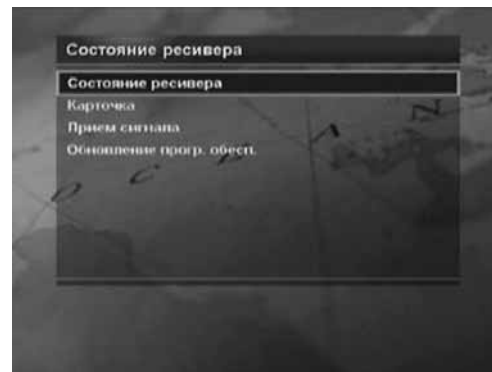 Состояние ресивера
Состояние ресивера
Карточка
Прием сигнала
Обновление прогр. обесп.